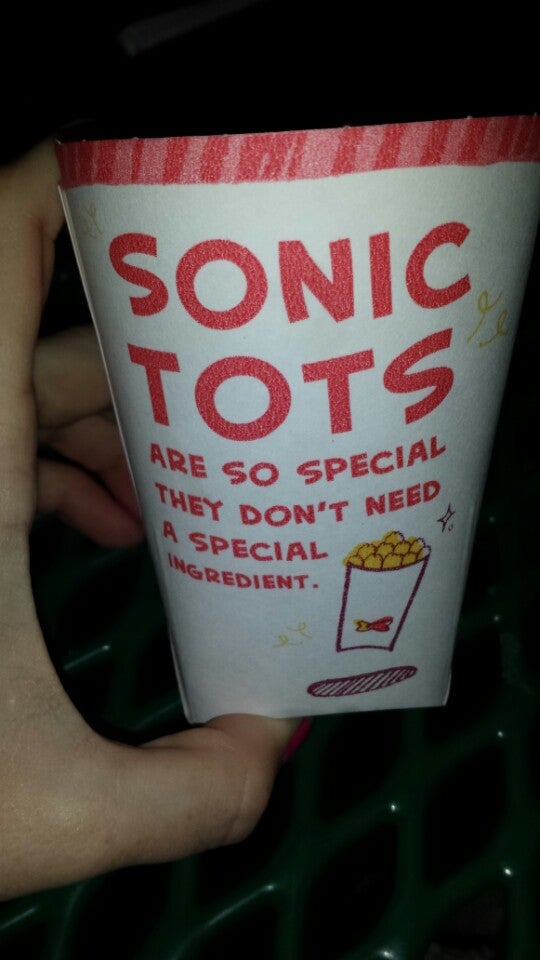 SONIC
TOTS
ARE SO SPECIAL
THEY DON'T NEED
A SPECIAL
INGREDIENT.